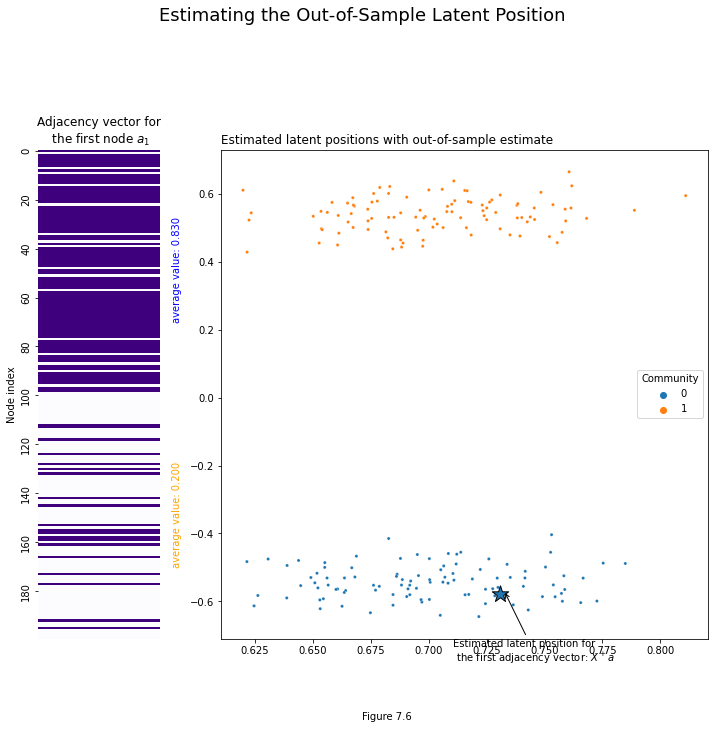 Estimating the Out-of-Sample Latent Position
Adjacency vector for
the first node a₁
Node index
0
20
40
60
80
100
120
140
160
180
average value: 0.830
average value: 0.200
Estimated latent positions with out-of-sample estimate
0.6
0.4
0.2
0.0
−0.2
−0.4
−0.6
Community
0
1
0.625
0.650
0.675
0.700
0.725
0.750
0.775
0.800
Estimated latent position for
the first adjacency vector: X⁺ a
Figure 7.6